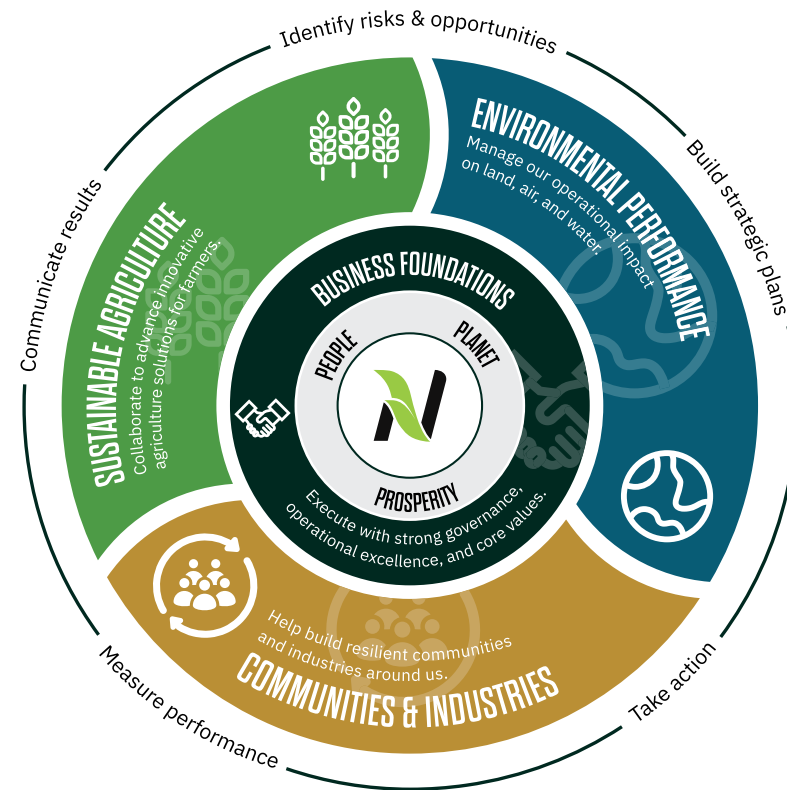 Identify risks & opportunities
Build strategic plans
Take action
Measure performance
Communicate results
ENVIRONMENTAL PERFORMANCE
Manage our operational impact
on land, air, and water.
SUSTAINABLE AGRICULTURE
Collaborate to advance innovative
agriculture solutions for farmers.
BUSINESS FOUNDATIONS
PEOPLE
PLANET
PROSPERITY
Execute with strong governance,
operational excellence, and core values.
Help build resilient communities
and industries around us.
COMMUNITIES & INDUSTRIES